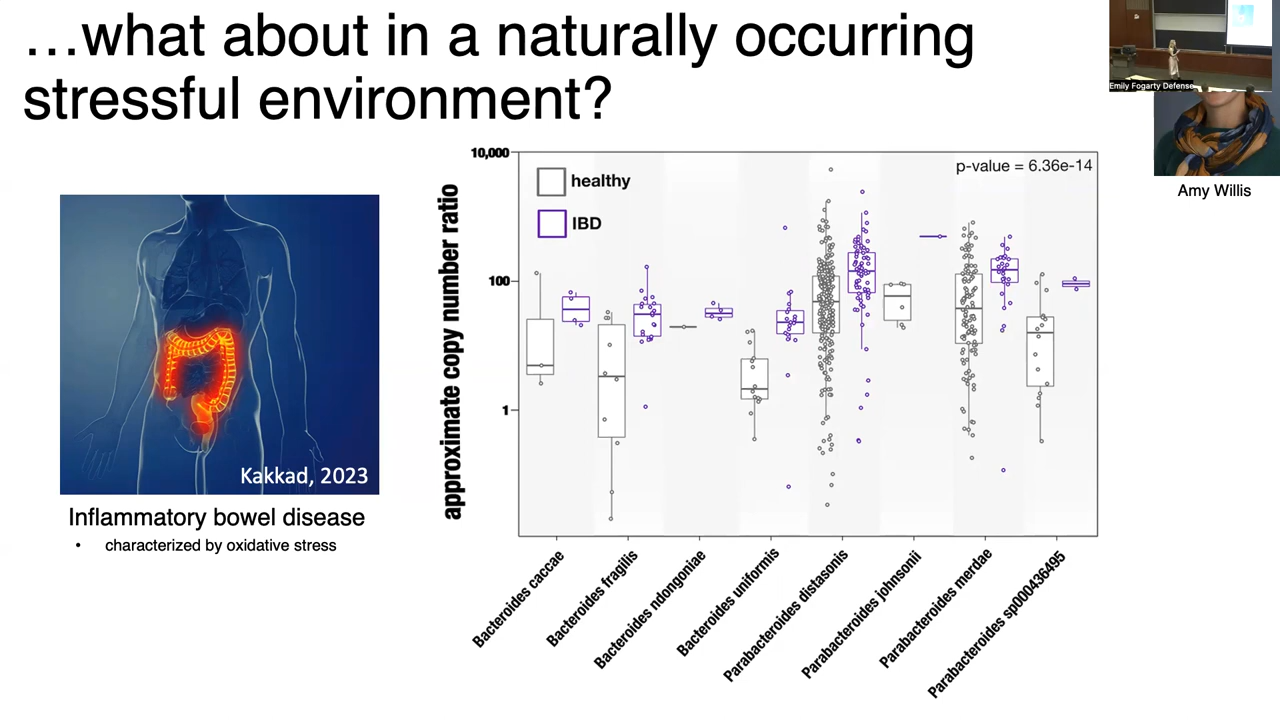 …what about in a naturally occurring
stressful environment?
Emily Fogarty Defense
Amy Willis
Kakkad, 2023
Inflammatory bowel disease
• characterized by oxidative stress
approximate copy number ratio
10,000
100
1
healthy
IBD
p-value = 6.36e-14
Bacteroides caccae
Bacteroides fragilis
Bacteroides ndongoniae
Bacteroides uniformis
Parabacteroides distasonis
Parabacteroides johnsonii
Parabacteroides merdae
Parabacteroides sp000436495